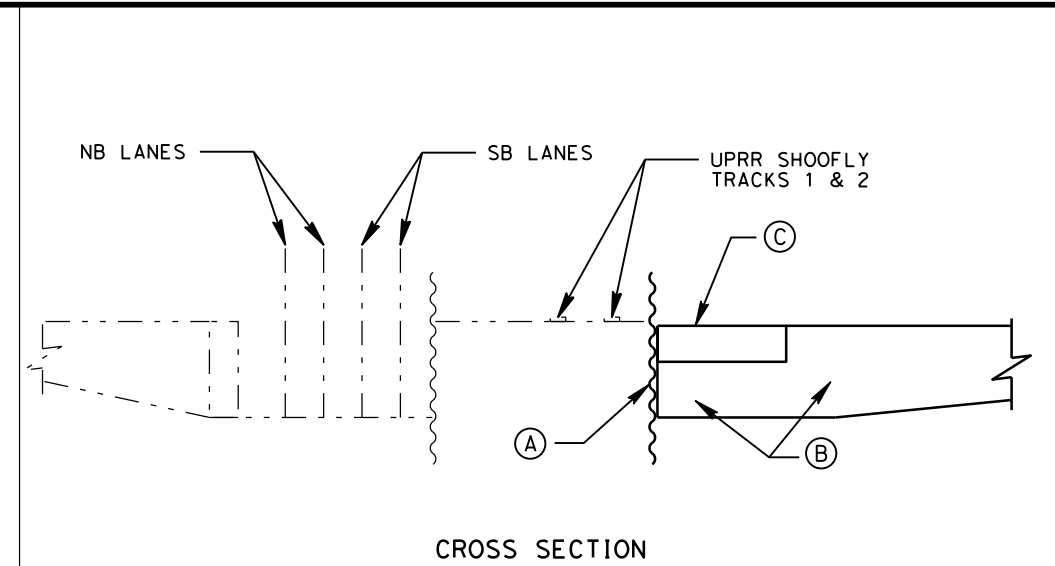 NB LANES
SB LANES
UPRR SHOOFLY
TRACKS 1 & 2
C
A
B
CROSS SECTION